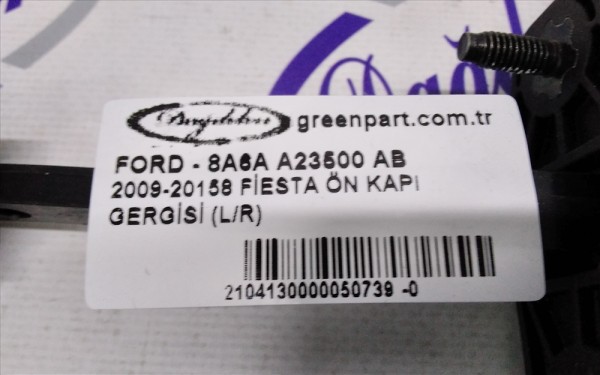 greenpart.com.tr
FORD - 8A6A A23500 AB
2009-20158 FİESTA ÖN KAPI
GERGİSİ (L/R)
2104130000050739 -0